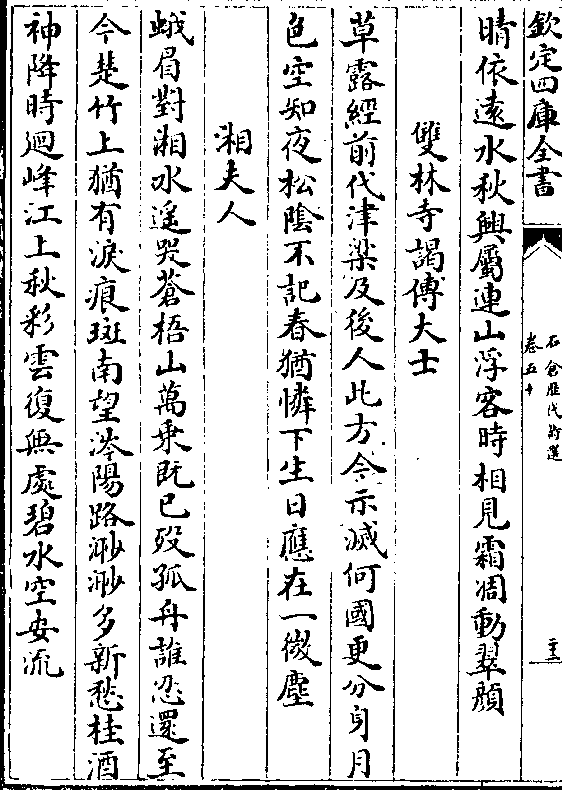 欽定四庫全書
石倉歷代詩選
卷五十
二十三
晴依遠水秋興屬連山浮客時相見霜凋動翠顔
雙林寺謁傅大士
草露經前代津梁及後人此方今示滅何國更分身月
色空知夜松陰不記春猶憐下生日應在一微塵
湘夫人
蛾眉對湘水遥哭蒼梧山萬乗既已殁孤舟誰忍還至
今楚竹上猶有淚痕斑南望涔陽路渺渺多新愁桂酒
神降時廻峰江上秋彩雲復無處碧水空安流